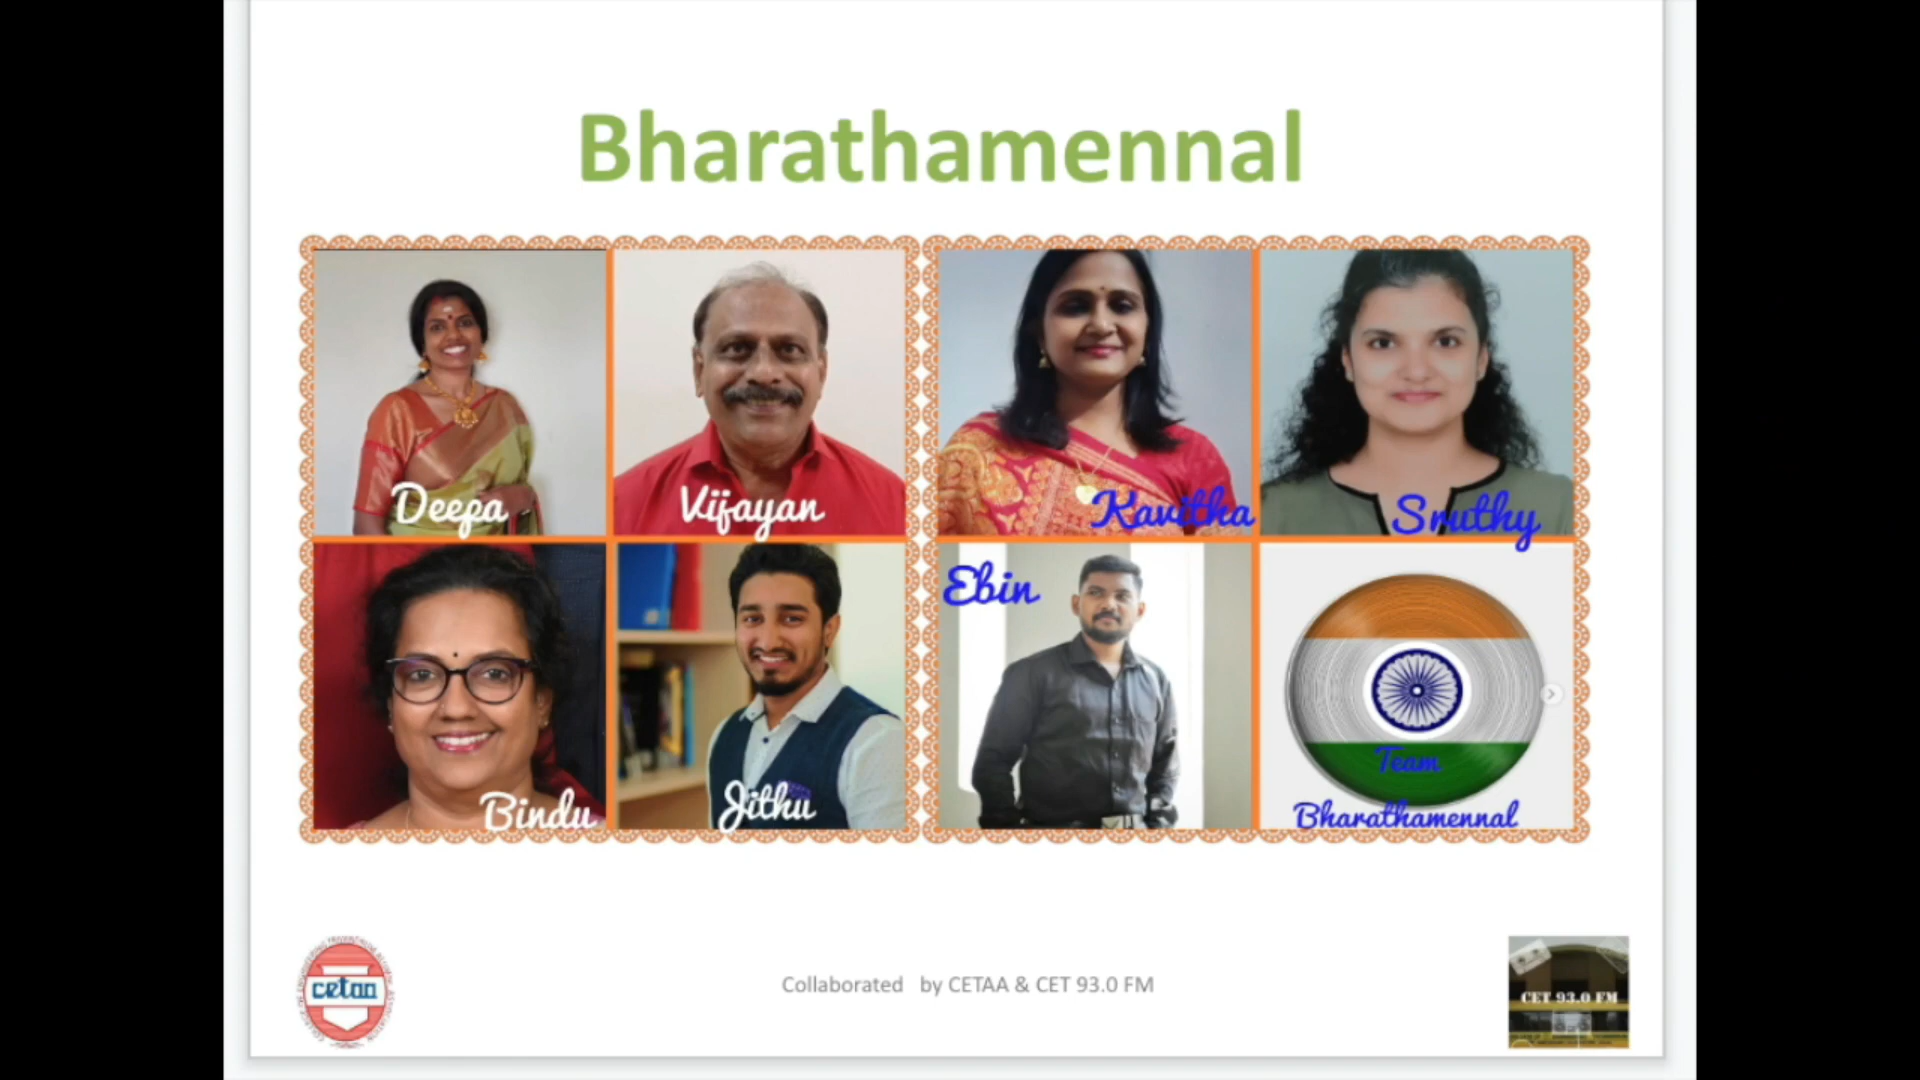 Bharathamennal
Deepa
Vijayan
Kavitha
Sruthy
Bindu
Jithu
Ebin
Team
Bharathamennal
cetaa
Collaborated by CETAA & CET 93.0 FM
CET 93.0 FM